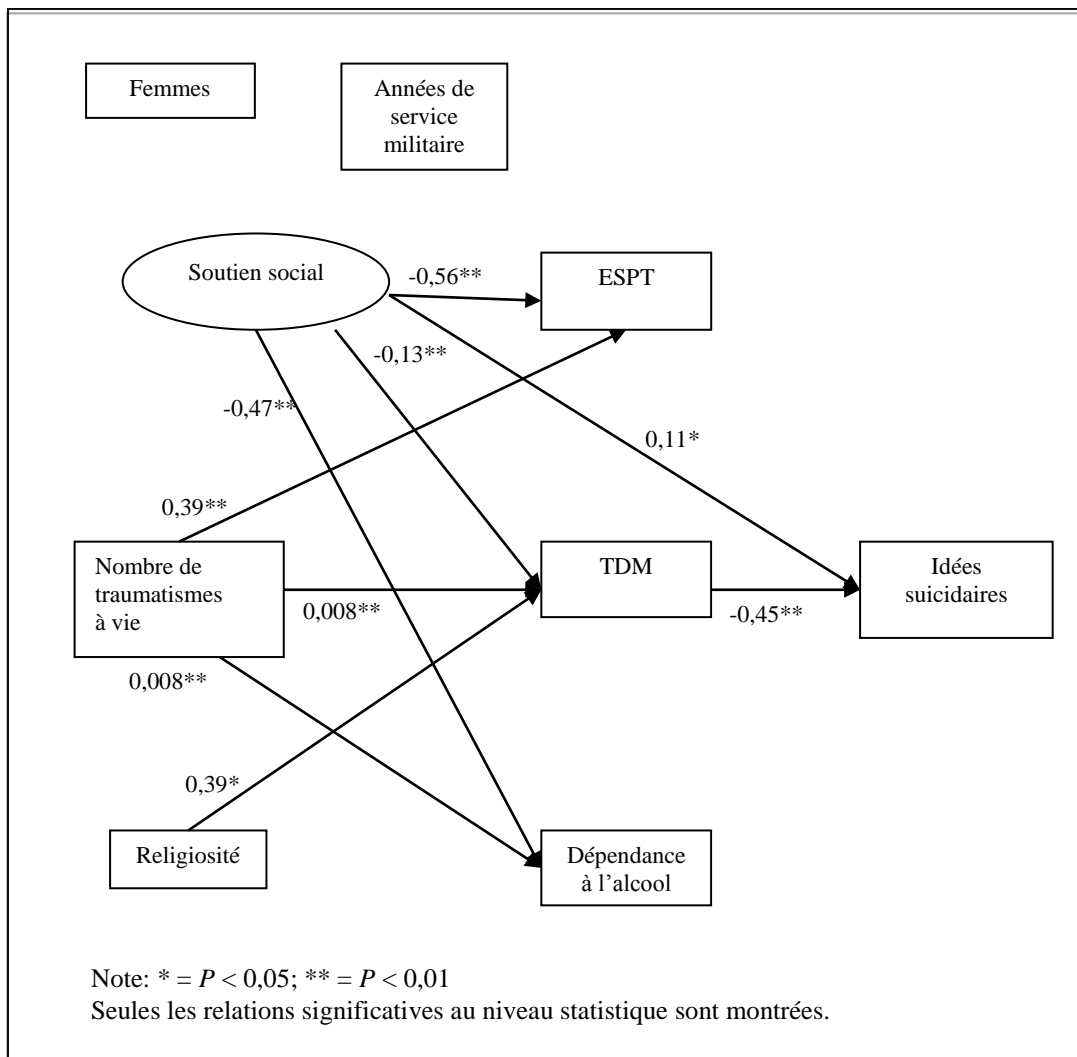 Femmes
Années de
service
militaire
Soutien social
-0,56**
ESPT
-0,13**
-0,47**
0,11*
0,39**
Nombre de
traumatismes
à vie
TDM
Idées
suicidaires
0,008**
-0,45**
0,008**
0,39*
Religiosité
Dépendance
à l’alcool
Note: * = P < 0,05; ** = P < 0,01
Seules les relations significatives au niveau statistique sont montrées.